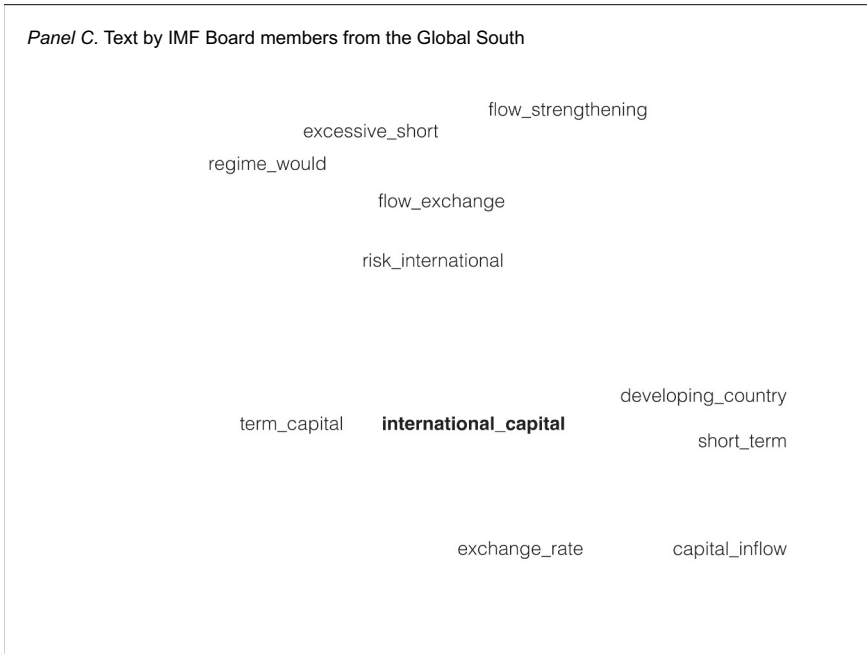 Panel C. Text by IMF Board members from the Global South
flow_strengthening
excessive_short
regime_would
flow_exchange
risk_international
developing_country
term_capital international_capital
short_term
exchange_rate capital_inflow